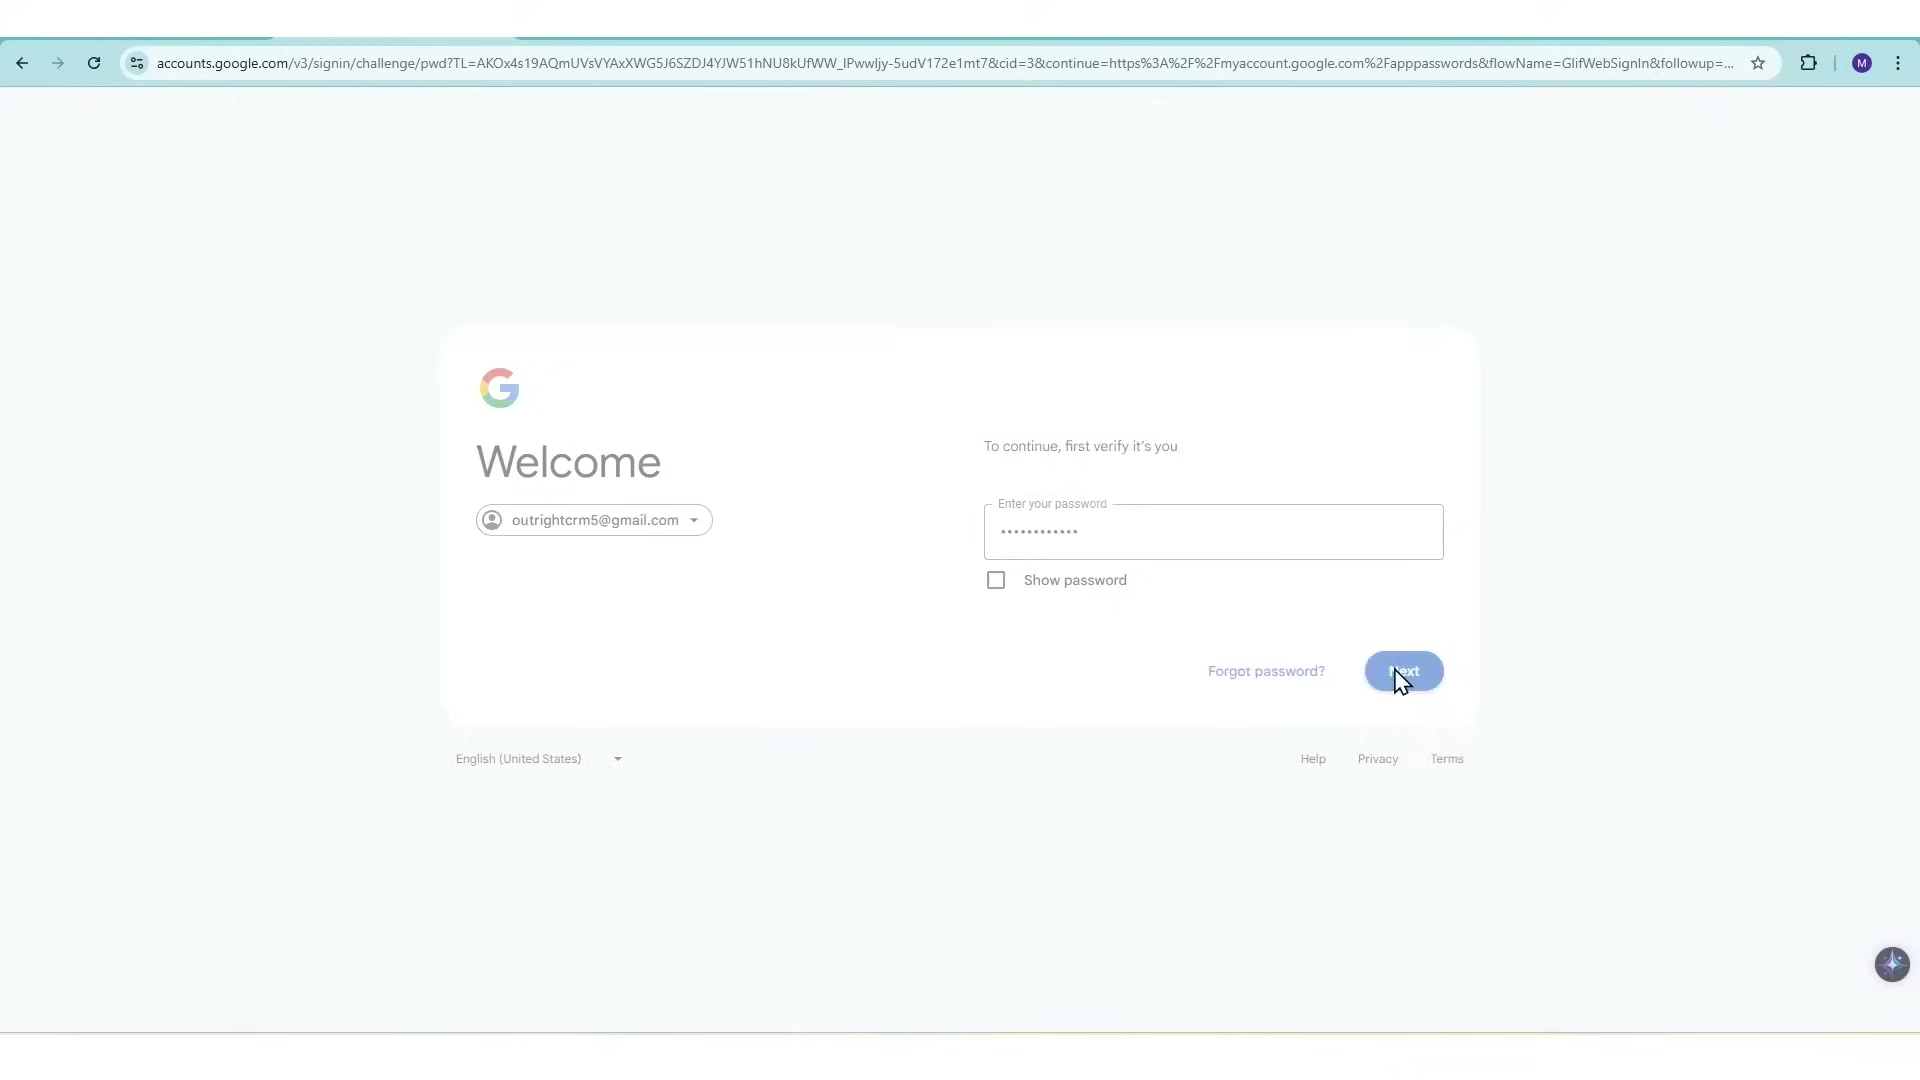 accounts.google.com/v3/signin/challenge/pwd?TL=AKOx4s19AQmUVsVYAxXWG5J6SZDJ4YJW51hNU8kUfWW_lPwwljy-5udV172e1mt7&cid=3&continue=https%3A%2F%2Fmyaccount.google.com%2Fapppasswords&flowName=GlifWebSignIn&followup=...
M
Welcome
outrightcrm5@gmail.com
To continue, first verify it's you
Enter your password
Show password
Forgot password?
Next
English (United States)
Help
Privacy
Terms